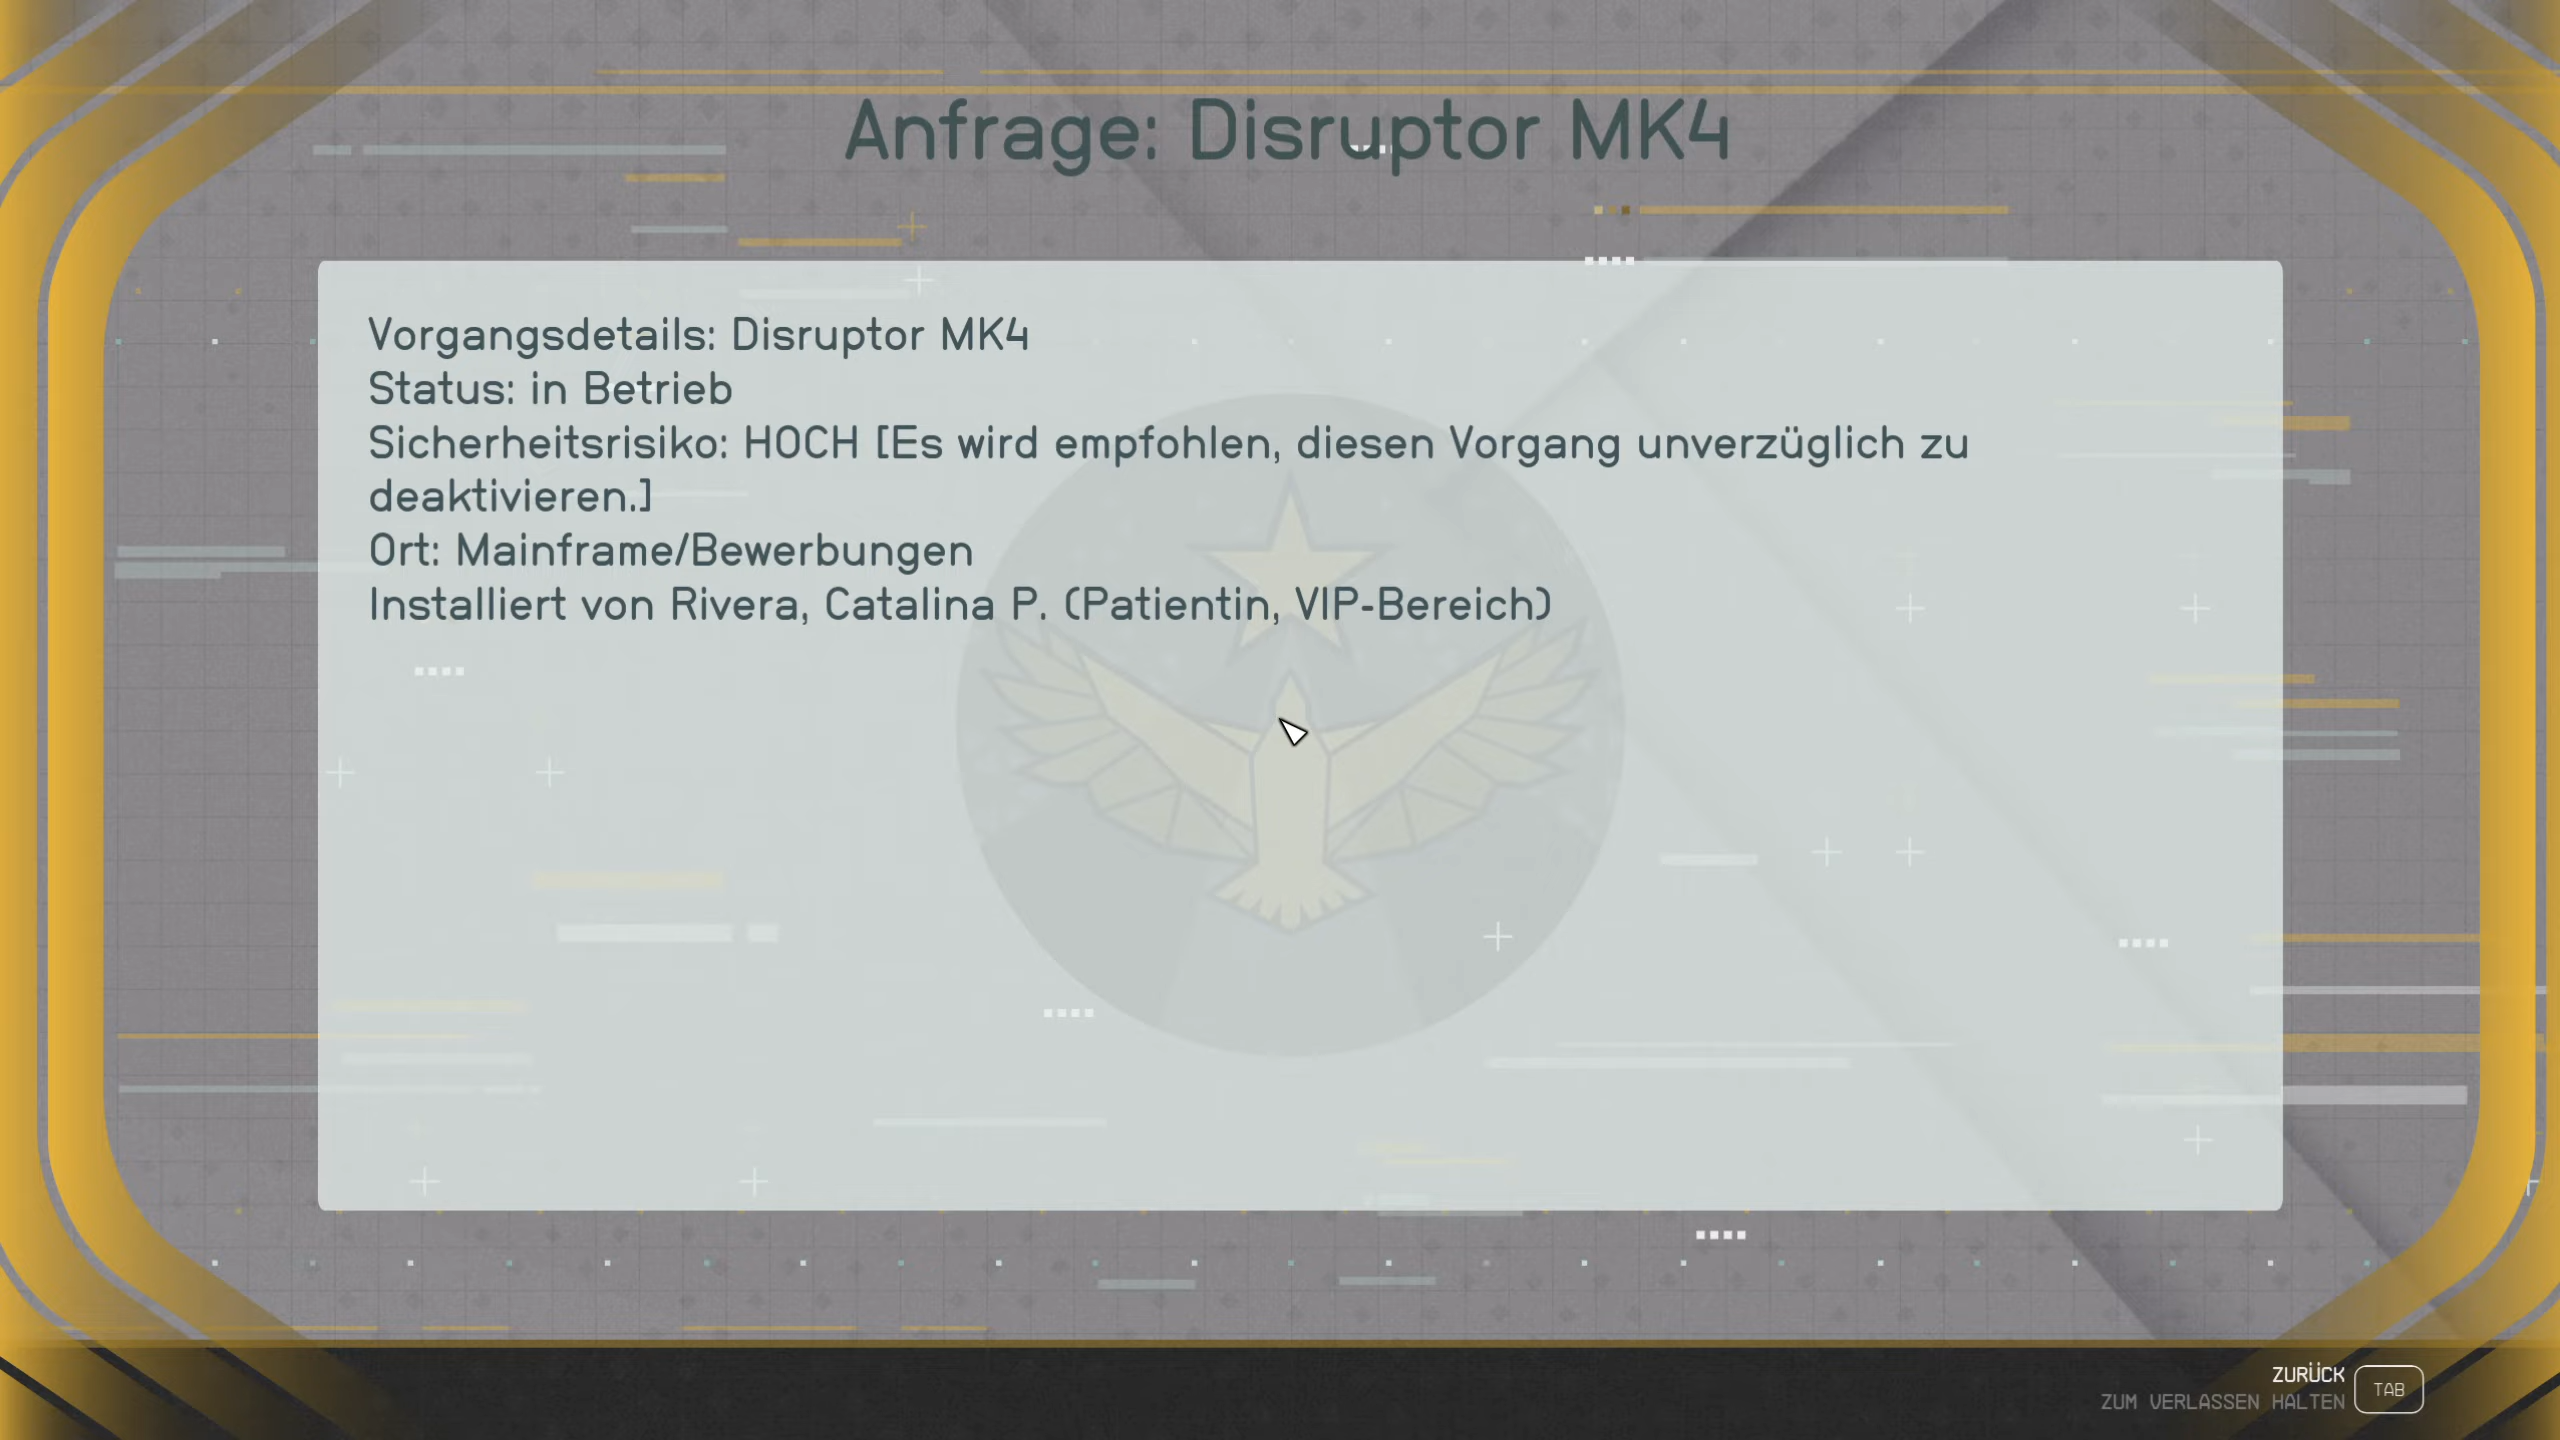 Anfrage: Disruptor MK4
Vorgangsdetails: Disruptor MK4
Status: in Betrieb
Sicherheitsrisiko: HOCH [Es wird empfohlen, diesen Vorgang unverzüglich zu
deaktivieren.]
Ort: Mainframe/Bewerbungen
Installiert von Rivera, Catalina P. (Patientin, VIP-Bereich)
ZURÜCK
ZUM VERLASSEN HALTEN
TAB